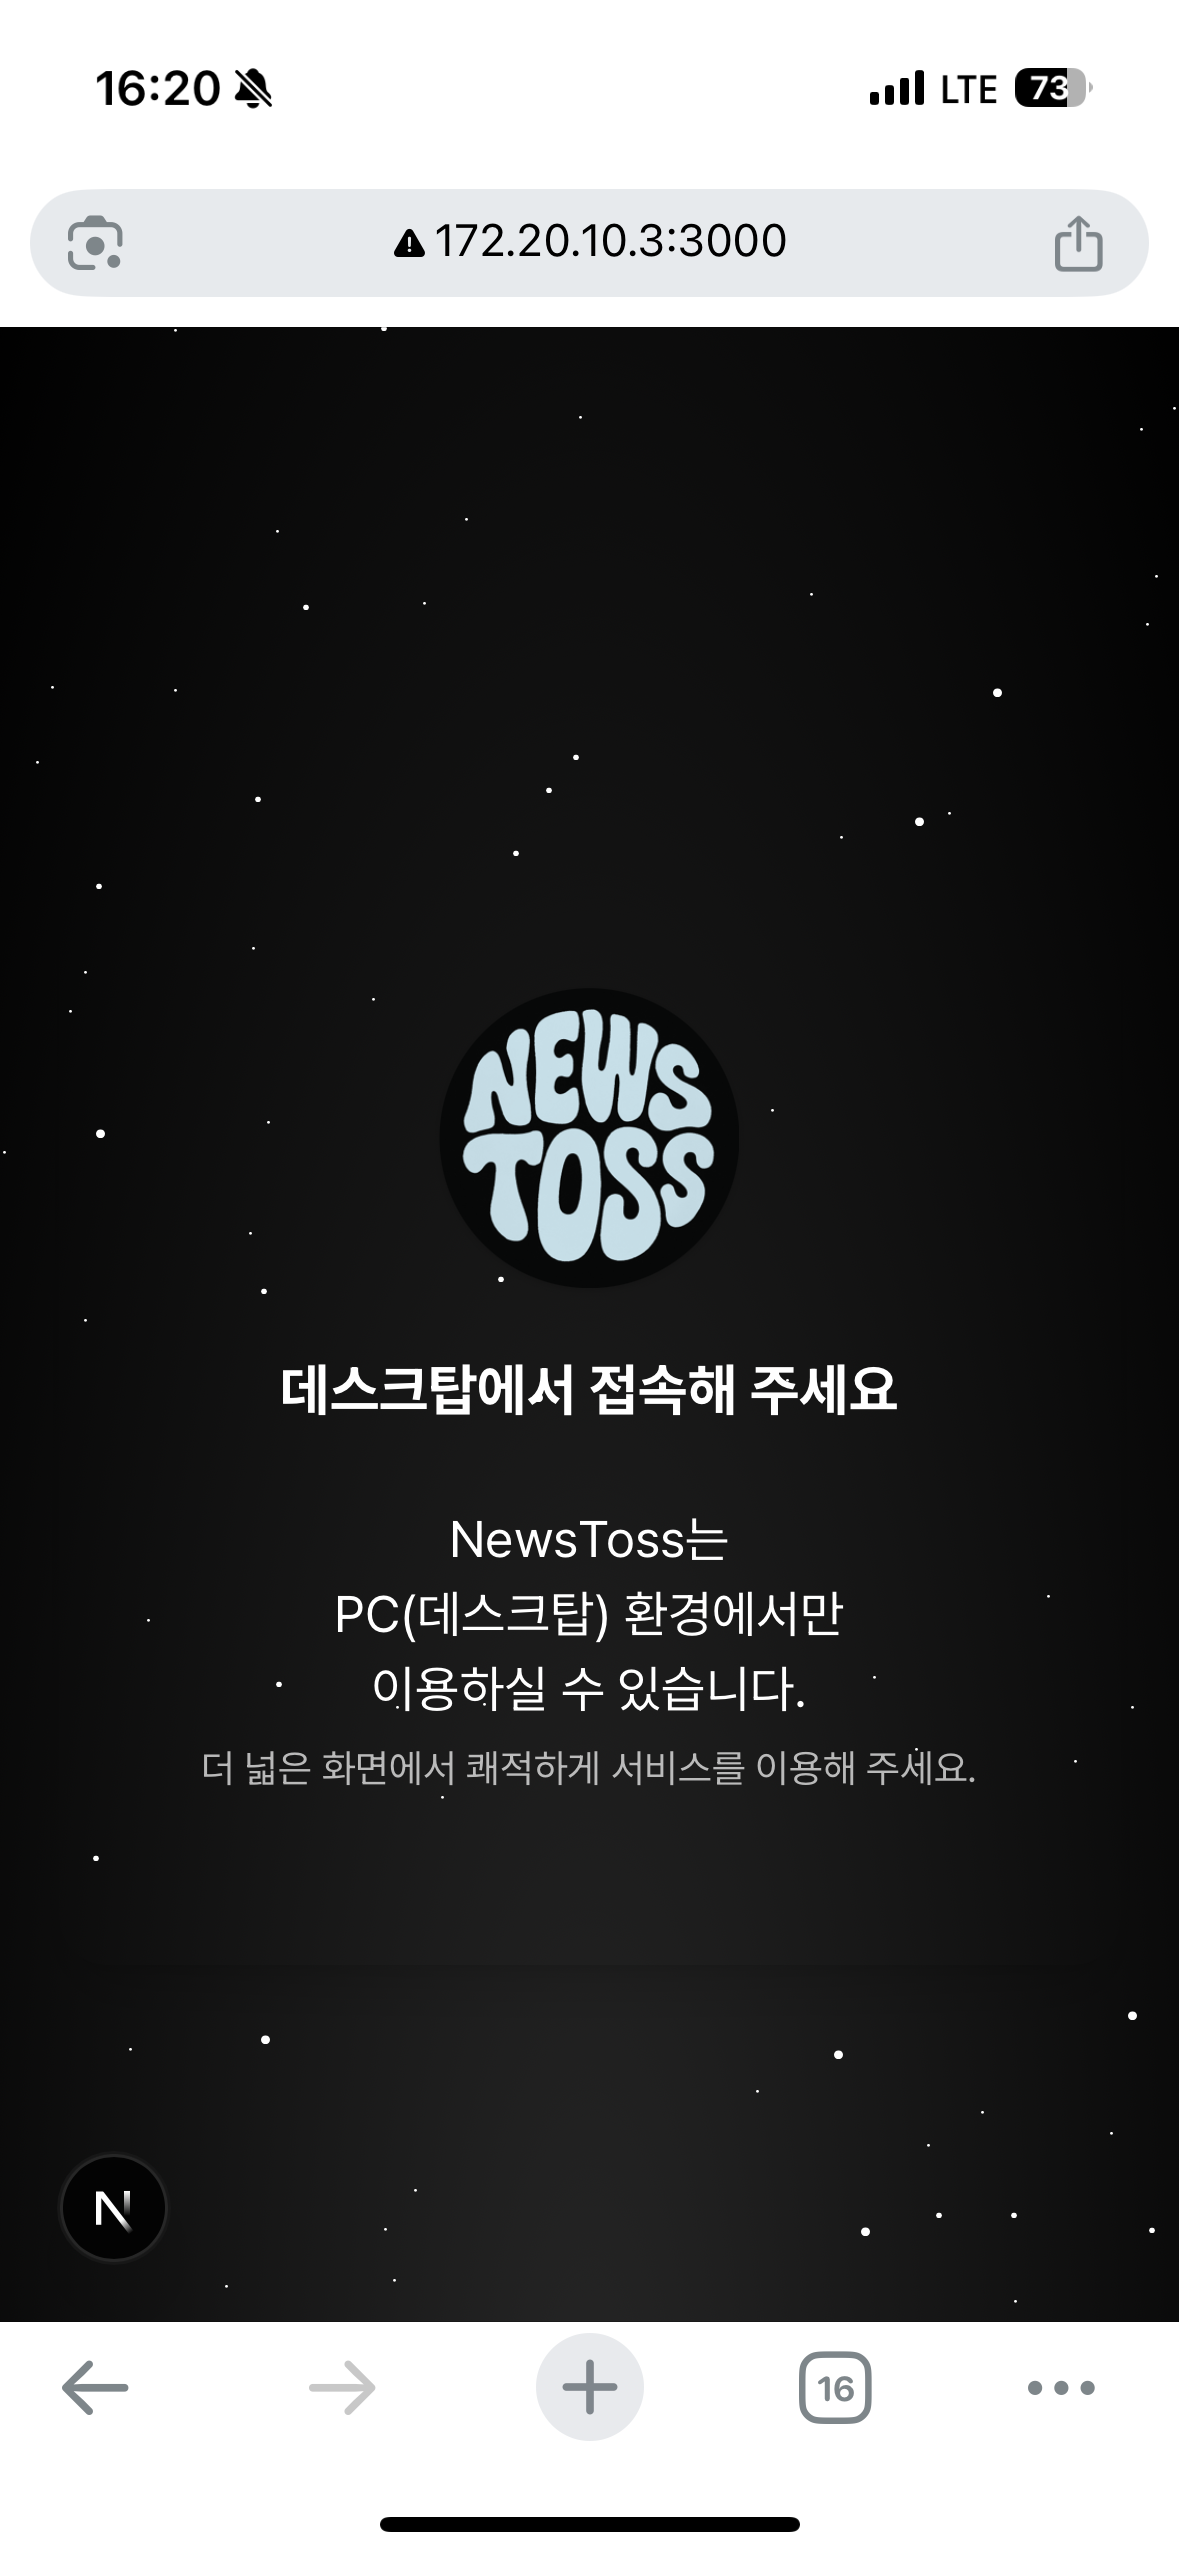 16:20
LTE
73
172.20.10.3:3000
NEWS
TOSS
데스크탑에서 접속해 주세요
NewsToss는
PC(데스크탑) 환경에서만
이용하실 수 있습니다.
더 넓은 화면에서 쾌적하게 서비스를 이용해 주세요.
N
16